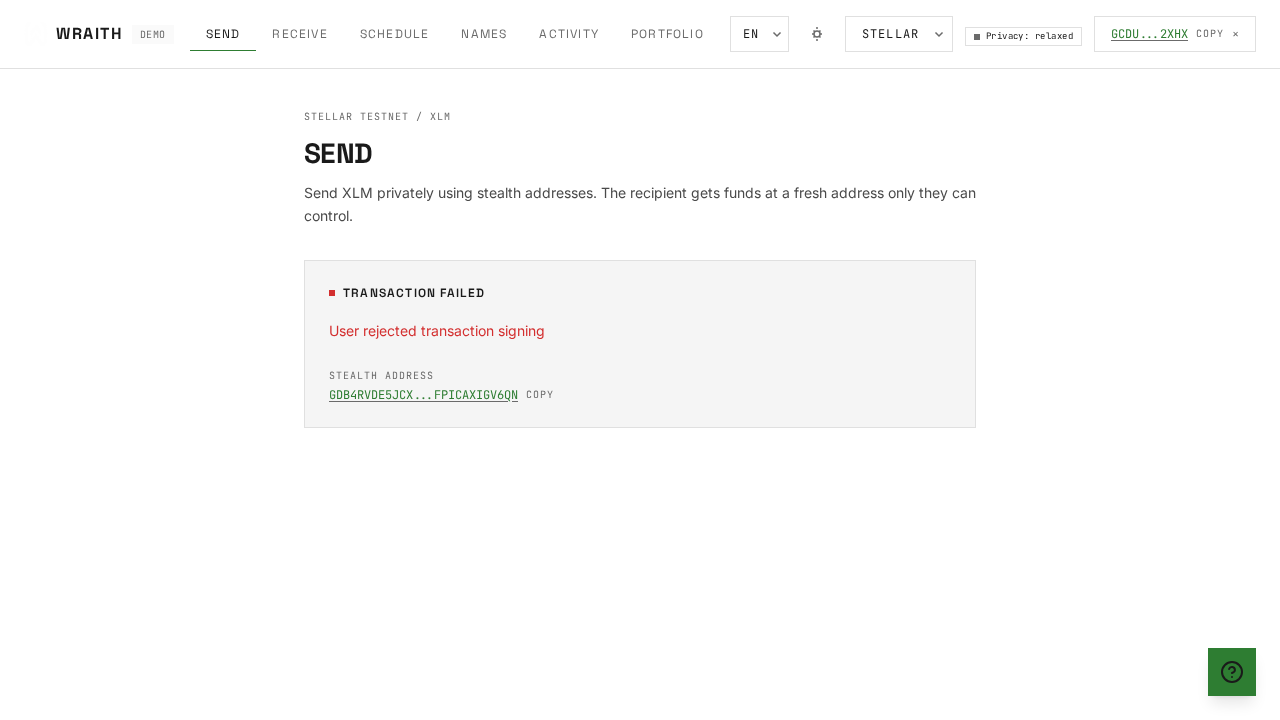 WRAITH DEMO SEND RECEIVE SCHEDULE NAMES ACTIVITY PORTFOLIO EN STELLAR Privacy: relaxed GCDU...2XHX COPY ×
STELLAR TESTNET / XLM
SEND
Send XLM privately using stealth addresses. The recipient gets funds at a fresh address only they can
control.
TRANSACTION FAILED
User rejected transaction signing
STEALTH ADDRESS
GDB4RVDE5JCX...FPICAXIGV6QN COPY